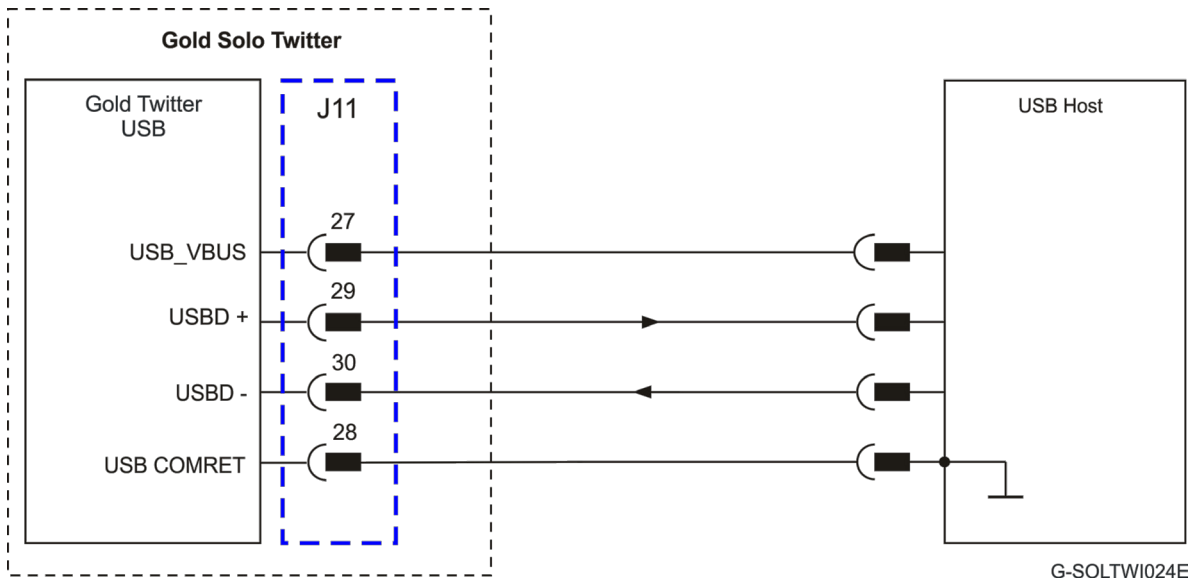 Gold Solo Twitter
Gold Twitter
USB
J11
USB Host
27
USB_VBUS
29
USBD +
30
USBD -
28
USB COMRET
G-SOLTWI024E